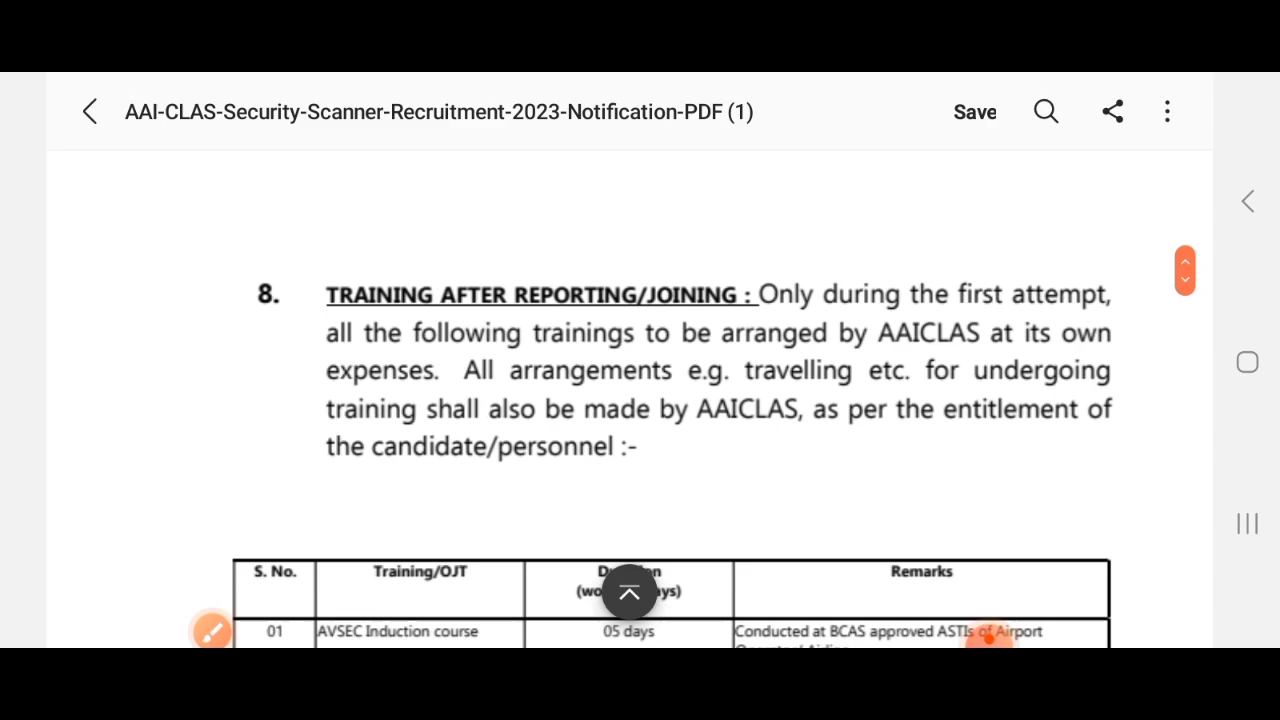 AAI-CLAS-Security-Scanner-Recruitment-2023-Notification-PDF (1)
Save
8. TRAINING AFTER REPORTING/JOINING : Only during the first attempt,
all the following trainings to be arranged by AAICLAS at its own
expenses. All arrangements e.g. travelling etc. for undergoing
training shall also be made by AAICLAS, as per the entitlement of
the candidate/personnel :-
S. No. Training/OJT Remarks
01 AVSEC Induction course 05 days Conducted at BCAS approved ASTIs of Airport